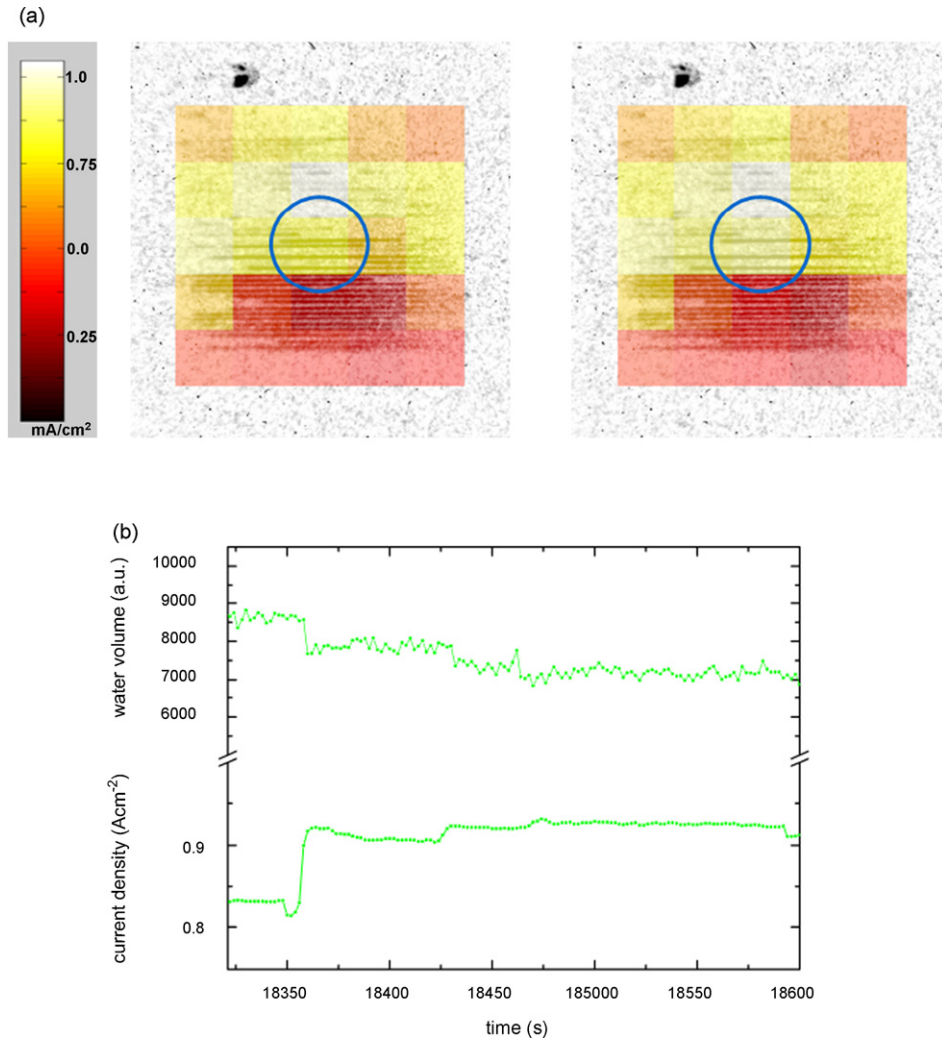 (a)
1.0
0.75
0.0
0.25
mA/cm²
(b)
10000
9000
8000
7000
6000
water volume (a.u.)
0.9
0.8
current density (Acm⁻²)
18350 18400 18450 185000 18550 18600
time (s)